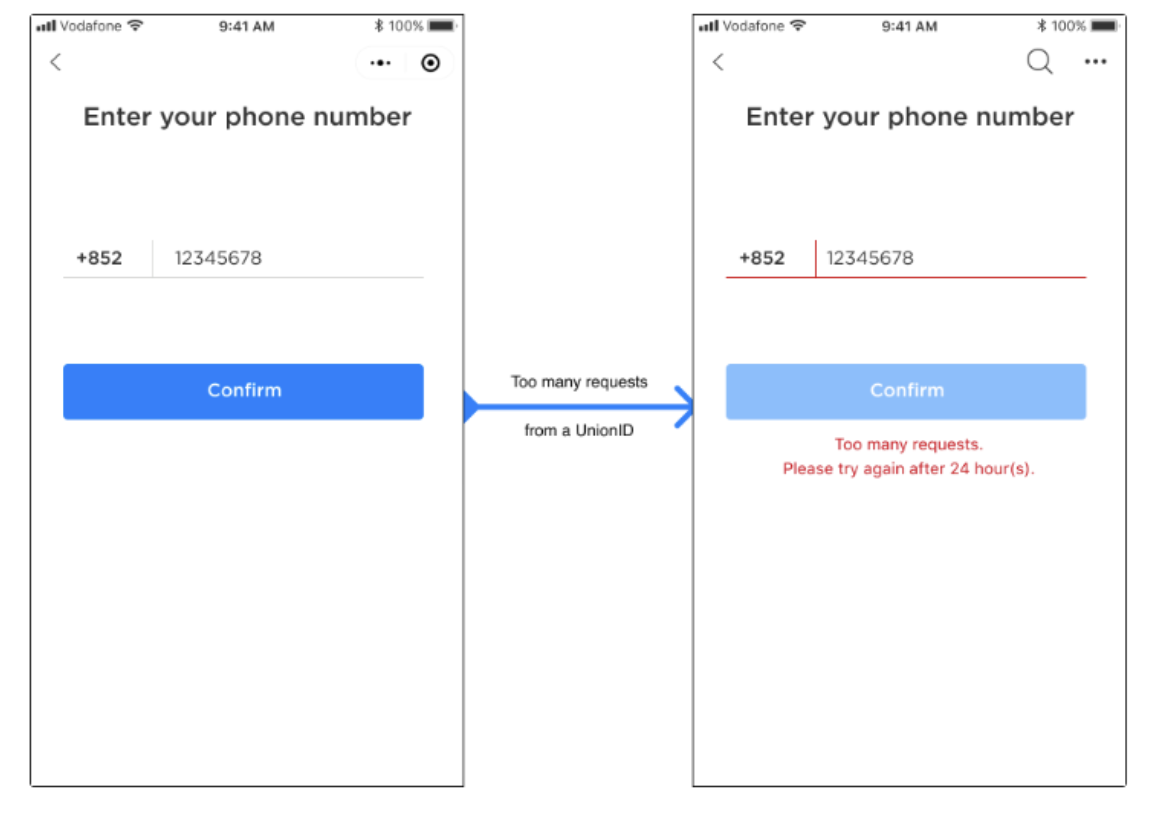 Vodafone 9:41 AM 100%
Enter your phone number
+852 12345678
Confirm
Too many requests
from a UnionID
Vodafone 9:41 AM 100%
Enter your phone number
+852 12345678
Confirm
Too many requests.
Please try again after 24 hour(s).